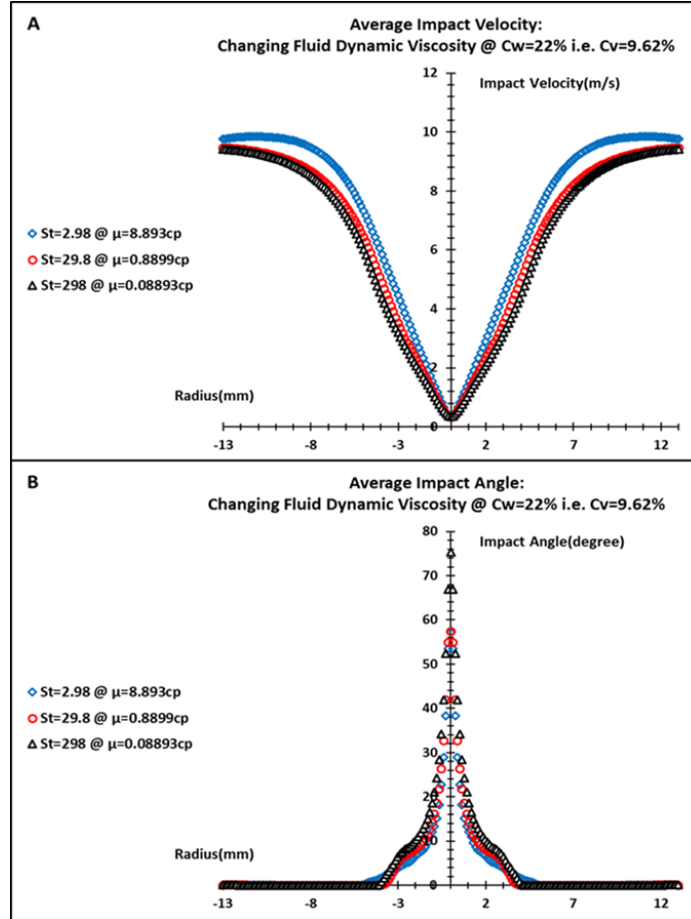 A
Average Impact Velocity:
Changing Fluid Dynamic Viscosity @ Cw=22% i.e. Cv=9.62%
12
Impact Velocity(m/s)
10
8
◇ St=2.98 @ μ=8.893cp
○ St=29.8 @ μ=0.8899cp
△ St=298 @ μ=0.08893cp
6
4
2
Radius(mm)
0
-13 -8 -3 2 7 12
B
Average Impact Angle:
Changing Fluid Dynamic Viscosity @ Cw=22% i.e. Cv=9.62%
80
Impact Angle(degree)
70
60
50
◇ St=2.98 @ μ=8.893cp
○ St=29.8 @ μ=0.8899cp
△ St=298 @ μ=0.08893cp
40
30
20
10
Radius(mm)
0
-13 -8 -3 2 7 12